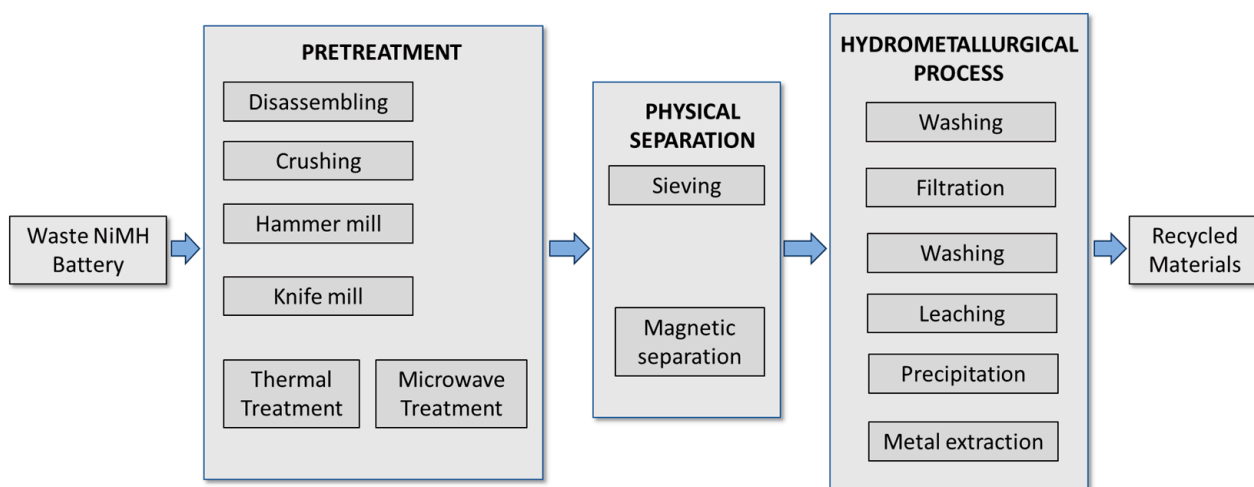 Waste NiMH
Battery
PRETREATMENT
Disassembling
Crushing
Hammer mill
Knife mill
Thermal
Treatment
Microwave
Treatment
PHYSICAL
SEPARATION
Sieving
Magnetic
separation
HYDROMETALLURGICAL
PROCESS
Washing
Filtration
Washing
Leaching
Precipitation
Metal extraction
Recycled
Materials